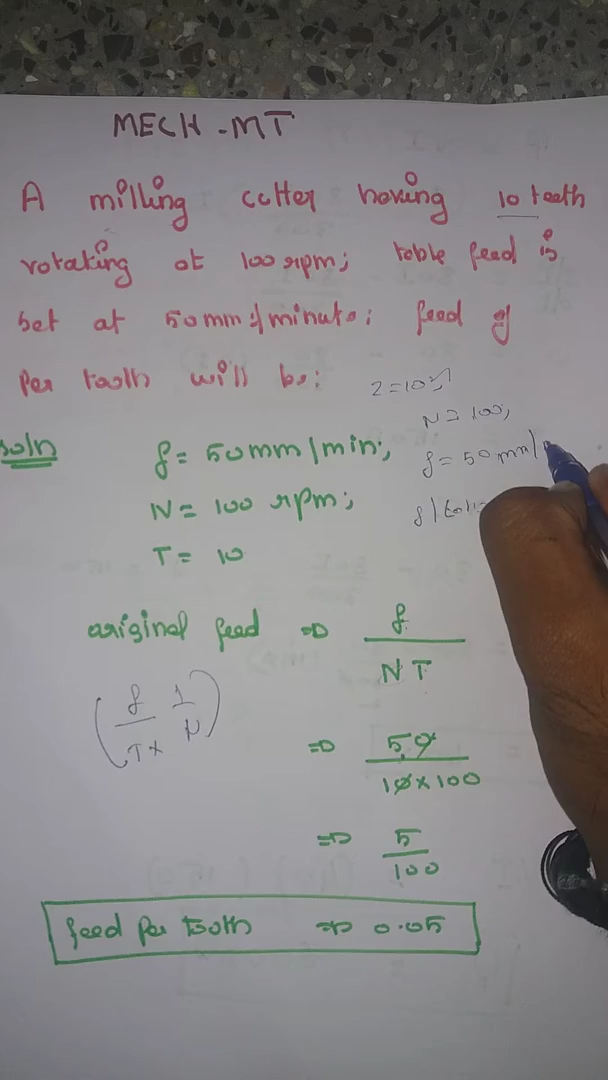 MECH - MT
A milling cutter having 10 teeth
rotating at 100 rpm; table feed is
set at 50mm/minute; feed of
Per tooth will be:
Z=10
N=100,
f=50mm/
Soln
f= 50mm/min;
N= 100 rpm;
T= 10
original feed ⇒ f
NT
(f/T × 1/N)
⇒ 50
10×100
⇒ 5
100
feed per tooth ⇒ 0.05